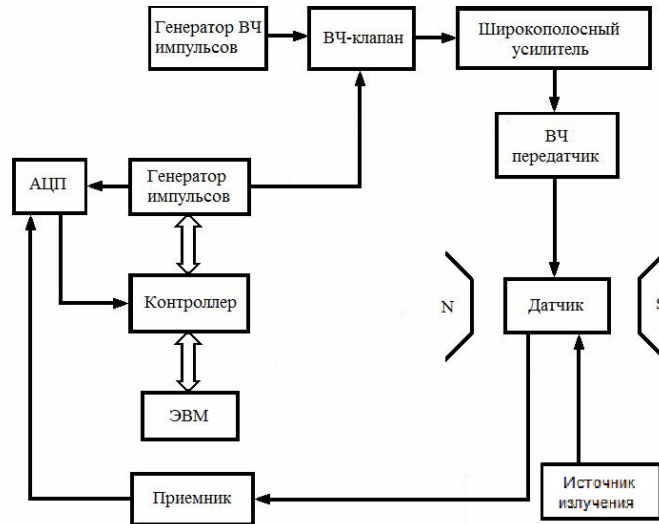 Генератор ВЧ
импульсов
ВЧ-клапан
Широкополосный
усилитель
ВЧ
передатчик
АЦП
Генератор
импульсов
Контроллер
N
Датчик
S
ЭВМ
Приемник
Источник
излучения